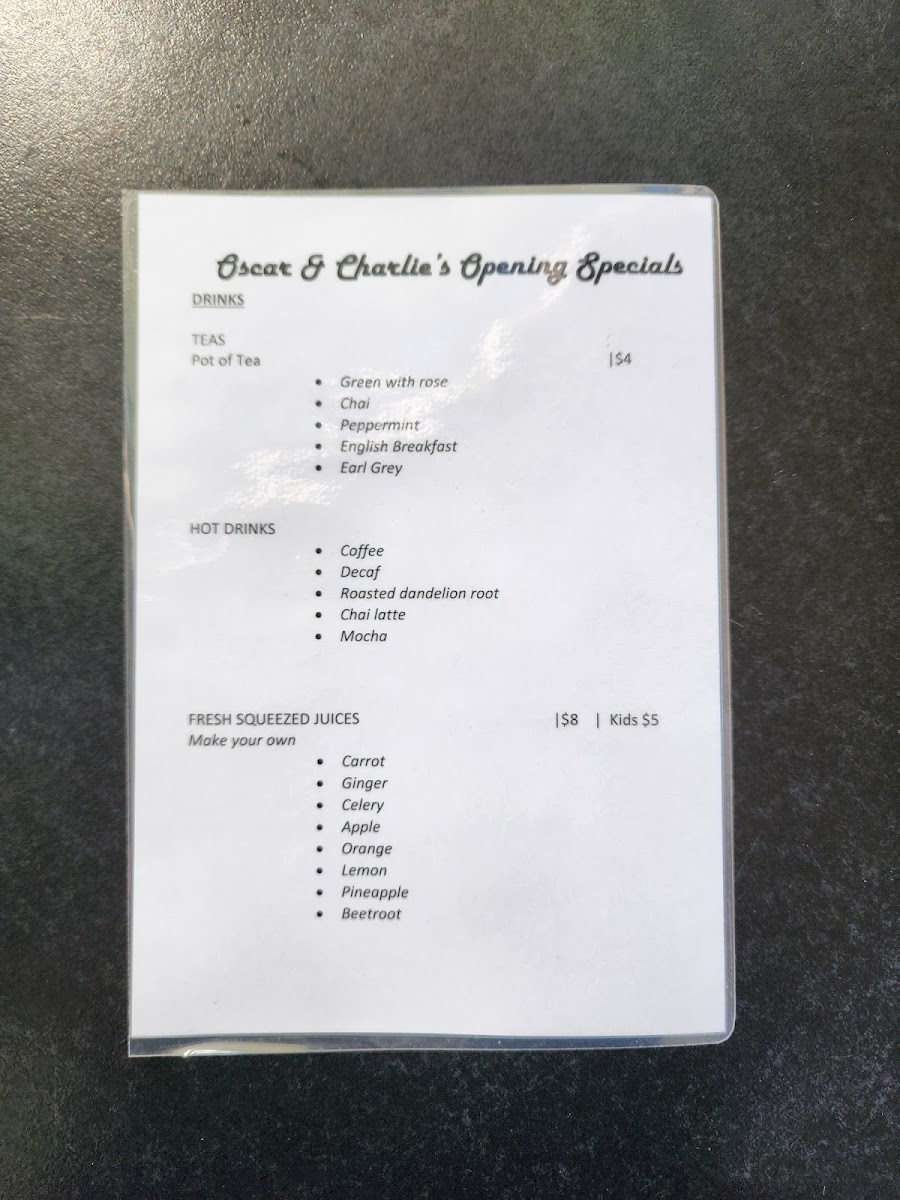 Oscar & Charlie's Opening Specials
DRINKS
TEAS
Pot of Tea |$4
• Green with rose
• Chai
• Peppermint
• English Breakfast
• Earl Grey
HOT DRINKS
• Coffee
• Decaf
• Roasted dandelion root
• Chai latte
• Mocha
FRESH SQUEEZED JUICES |$8 | Kids $5
Make your own
• Carrot
• Ginger
• Celery
• Apple
• Orange
• Lemon
• Pineapple
• Beetroot